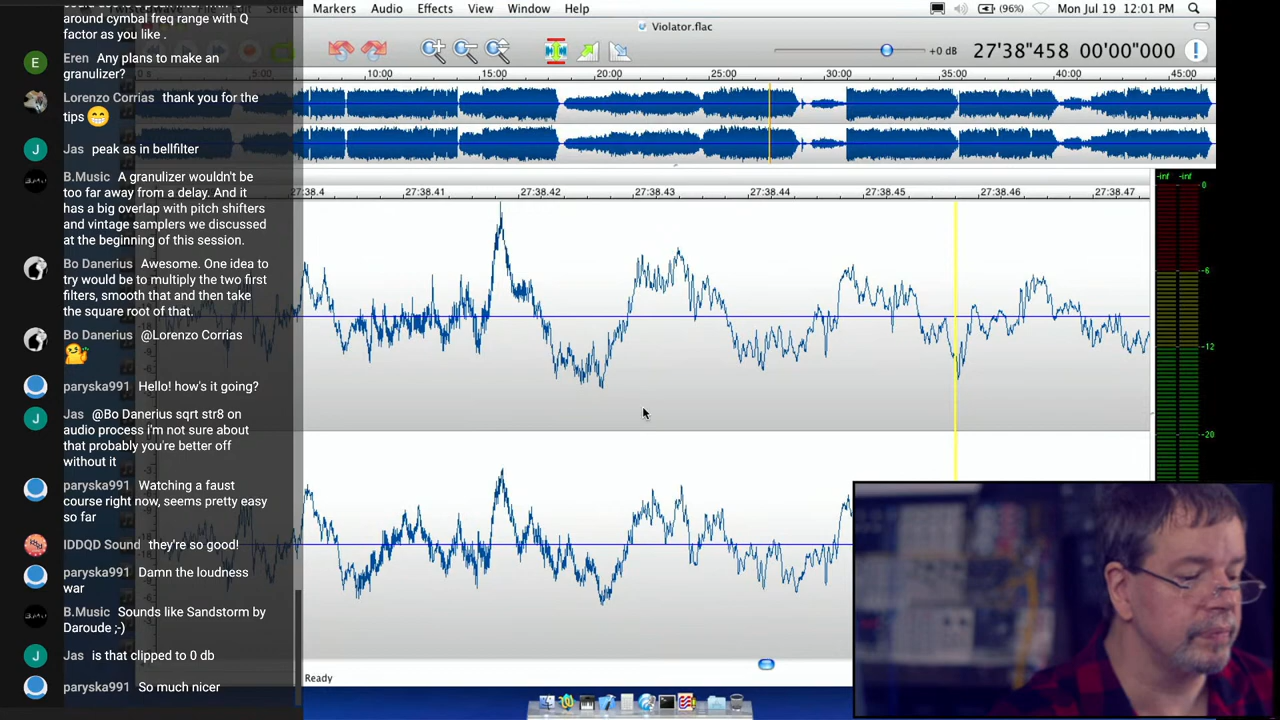 Markers Audio Effects View Window Help (96%) Mon Jul 19 12:01 PM
Violator.flac
+0 dB 27'38"458 00'00"000
5:00 10:00 15:00 20:00 25:00 30:00 35:00 40:00 45:00
27:38.4 27:38.41 27:38.42 27:38.43 27:38.44 27:38.45 27:38.46 27:38.47
-inf -inf
0
-6
-12
-20
around cymbal freq range with Q
factor as you like .
E
Eren Any plans to make an
granulizer?
Lorenzo Corrias thank you for the
tips 😁
J
Jas peak as in bellfilter
B.Music A granulizer wouldn't be
too far away from a delay. And it
has a big overlap with pitch shifters
and vintage samplers we discussed
at the beginning of this session.
Bo Danerius Awesome. One idea to
try would be to multiply the two first
filters, smooth that and then take
the square root of that.
Bo Danerius @Lorenzo Corrias
paryska991 Hello! how's it going?
J
Jas @Bo Danerius sqrt str8 on
audio process i'm not sure about
that probably you're better off
without it
paryska991 Watching a faust
course right now, seems pretty easy
so far
IDDQD Sound they're so good!
paryska991 Damn the loudness
war
B.Music Sounds like Sandstorm by
Daroude ;-)
J
Jas is that clipped to 0 db
paryska991 So much nicer
Ready